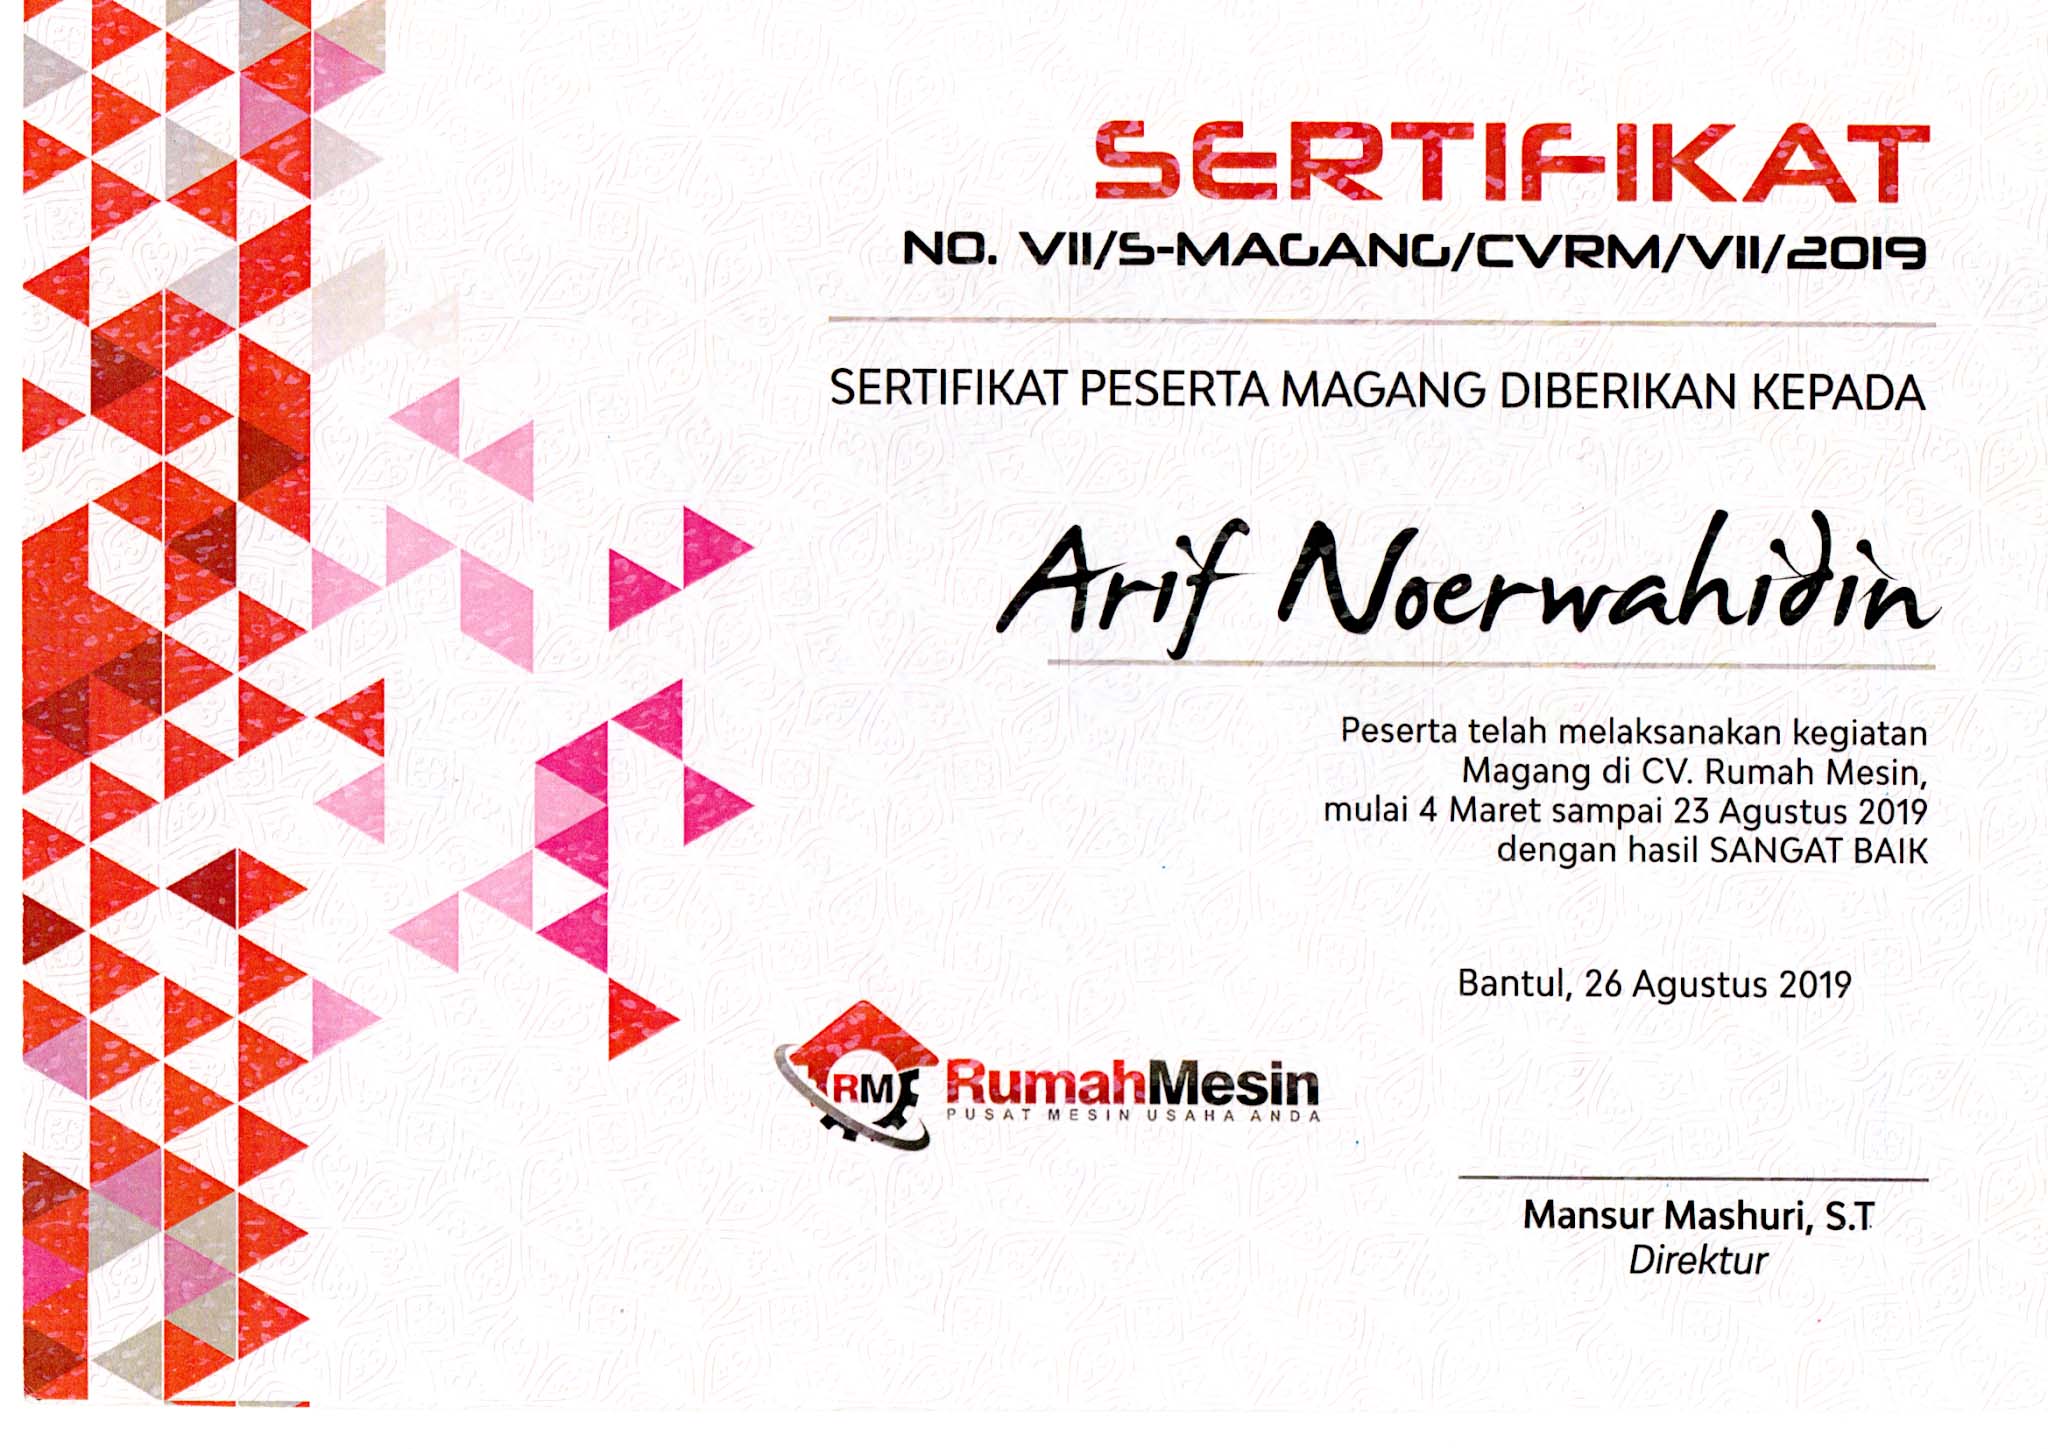 SERTIFIKAT
NO. VII/S-MAGANG/CVRM/VII/2019
SERTIFIKAT PESERTA MAGANG DIBERIKAN KEPADA
Arif Noerwahidin
Peserta telah melaksanakan kegiatan
Magang di CV. Rumah Mesin,
mulai 4 Maret sampai 23 Agustus 2019
dengan hasil SANGAT BAIK
Bantul, 26 Agustus 2019
RM RumahMesin
PUSAT MESIN USAHA ANDA
Mansur Mashuri, S.T
Direktur